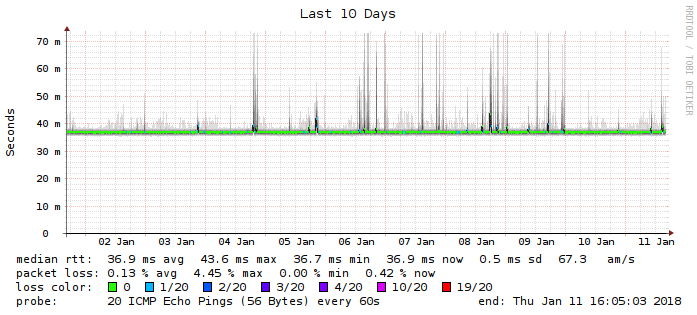 Last 10 Days
RRDTOOL / TOBI OETIKER
Seconds
70 m
60 m
50 m
40 m
30 m
20 m
10 m
0
02 Jan 03 Jan 04 Jan 05 Jan 06 Jan 07 Jan 08 Jan 09 Jan 10 Jan 11 Jan
median rtt: 36.9 ms avg 43.6 ms max 36.7 ms min 36.9 ms now 0.5 ms sd 67.3 am/s
packet loss: 0.13 % avg 4.45 % max 0.00 % min 0.42 % now
loss color: 0 1/20 2/20 3/20 4/20 10/20 19/20
probe: 20 ICMP Echo Pings (56 Bytes) every 60s end: Thu Jan 11 16:05:03 2018